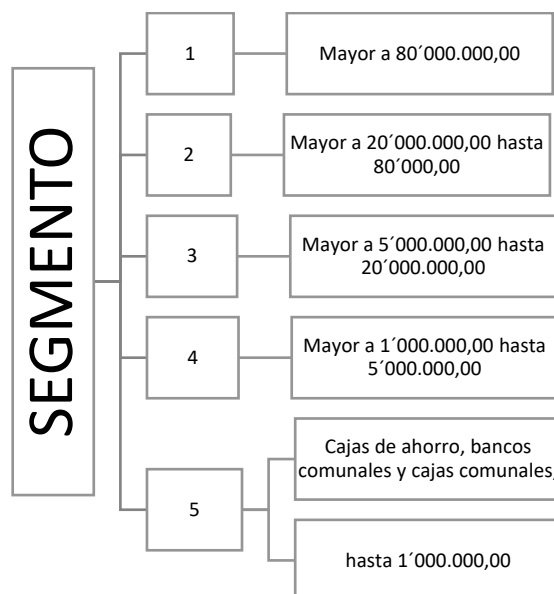 SEGMENTO
1
Mayor a 80´000.000,00
2
Mayor a 20´000.000,00 hasta
80´000,00
3
Mayor a 5´000.000,00 hasta
20´000.000,00
4
Mayor a 1´000.000,00 hasta
5´000.000,00
5
Cajas de ahorro, bancos
comunales y cajas comunales,
hasta 1´000.000,00